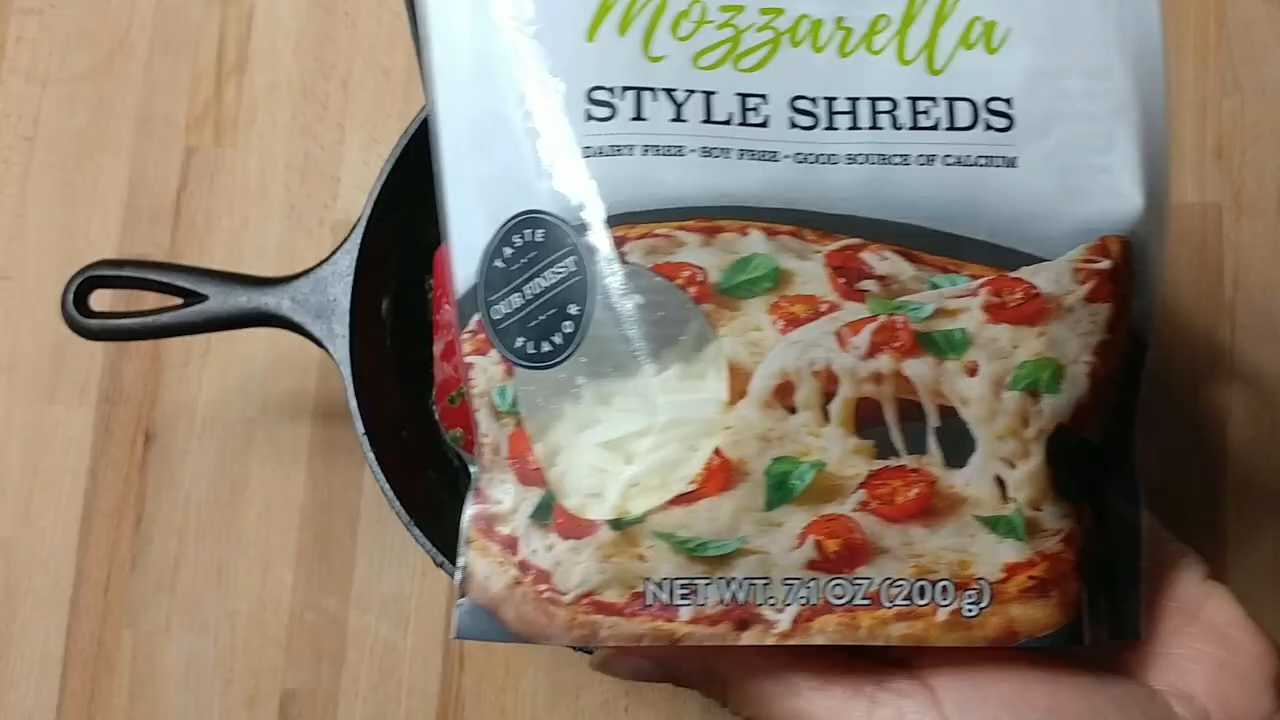 Mozzarella
STYLE SHREDS
DAIRY FREE • SOY FREE • GOOD SOURCE OF CALCIUM
TASTE
OUR FINEST
FLAVOR
NET WT. 7.1 OZ (200 g)